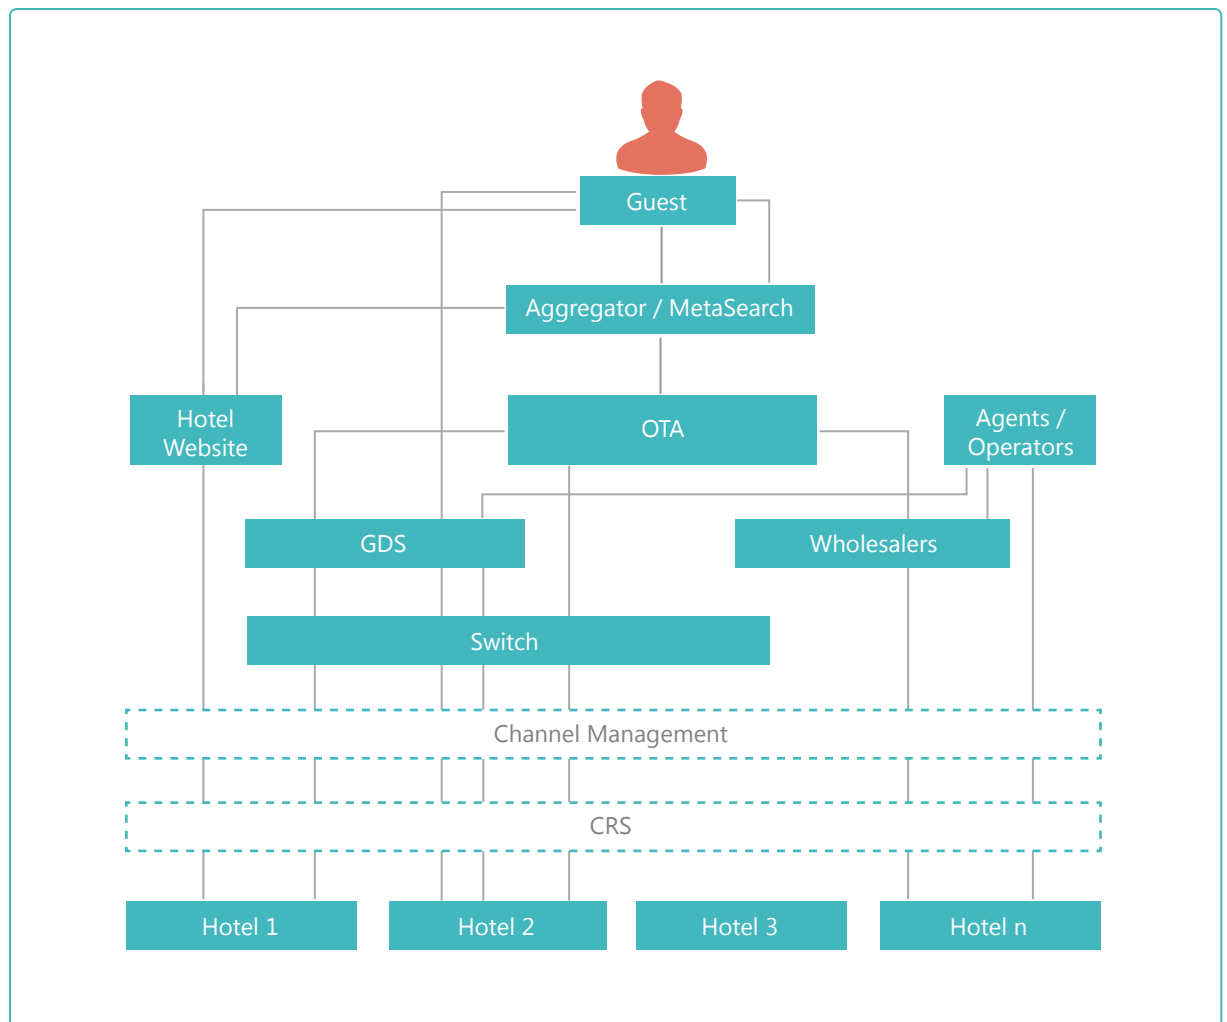 Guest
Aggregator / MetaSearch
Hotel
Website
OTA
Agents /
Operators
GDS
Wholesalers
Switch
Channel Management
CRS
Hotel 1
Hotel 2
Hotel 3
Hotel n